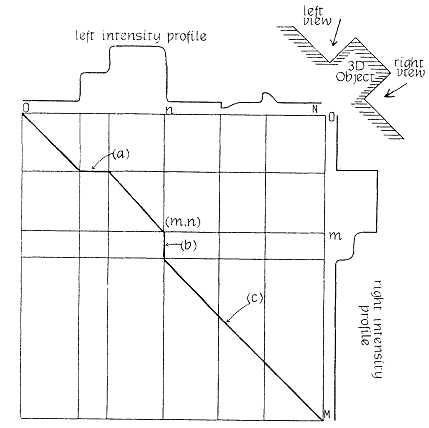 left
view
left intensity profile
3D
Object
right
view
0
n
N
0
(a)
(m,n)
m
(b)
(c)
right intensity
profile
M